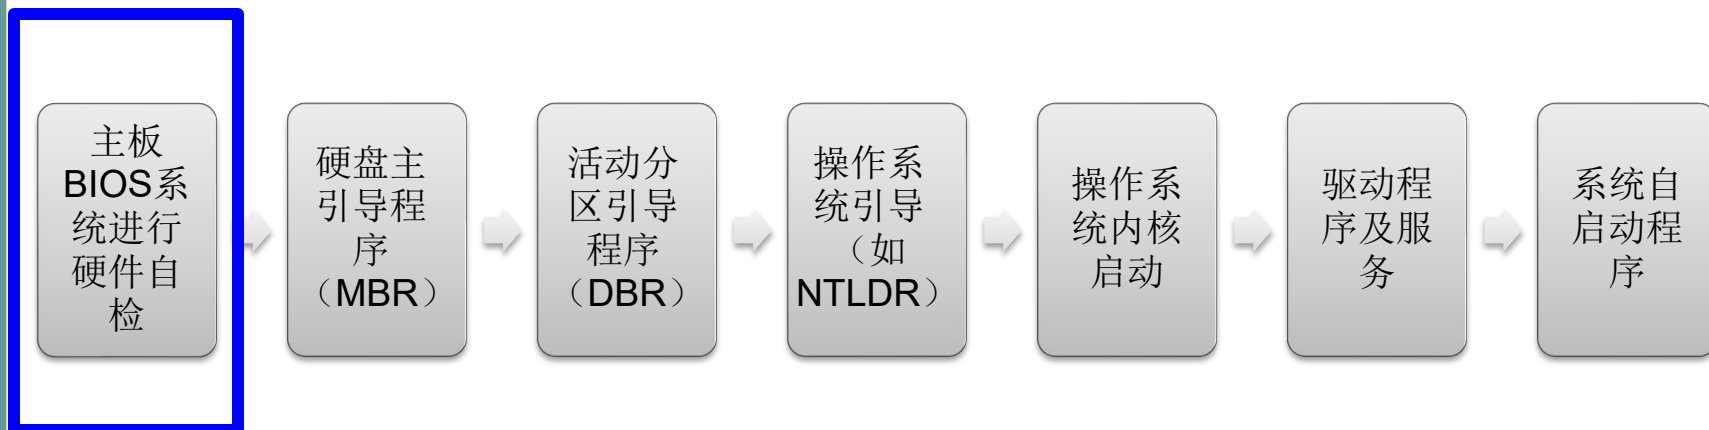 主板
BIOS系
统进行
硬件自
检
硬盘主
引导程
序
（MBR）
活动分
区引导
程序
（DBR）
操作系
统引导
（如
NTLDR）
操作系
统内核
启动
驱动程
序及服
务
系统自
启动程
序